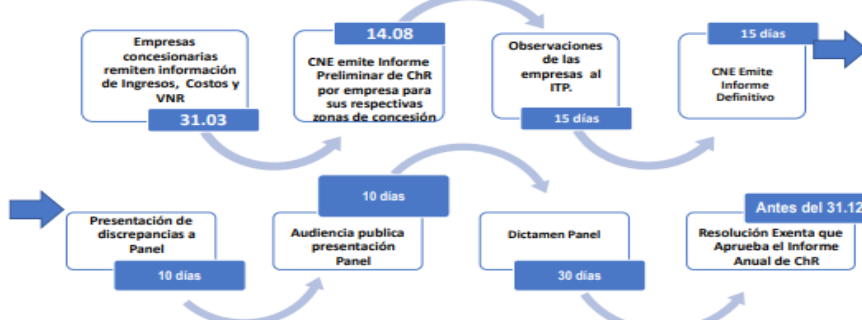 Empresas
concesionarias
remiten información
de Ingresos, Costos y
VNR
31.03
14.08
CNE emite Informe
Preliminar de ChR
por empresa para
sus respectivas
zonas de concesión
Observaciones
de las
empresas al
ITP.
15 días
15 días
CNE Emite
Informe
Definitivo
Presentación de
discrepancias a
Panel
10 días
10 días
Audiencia publica
presentación
Panel
Dictamen Panel
30 días
Antes del 31.12
Resolución Exenta que
Aprueba el Informe
Anual de ChR